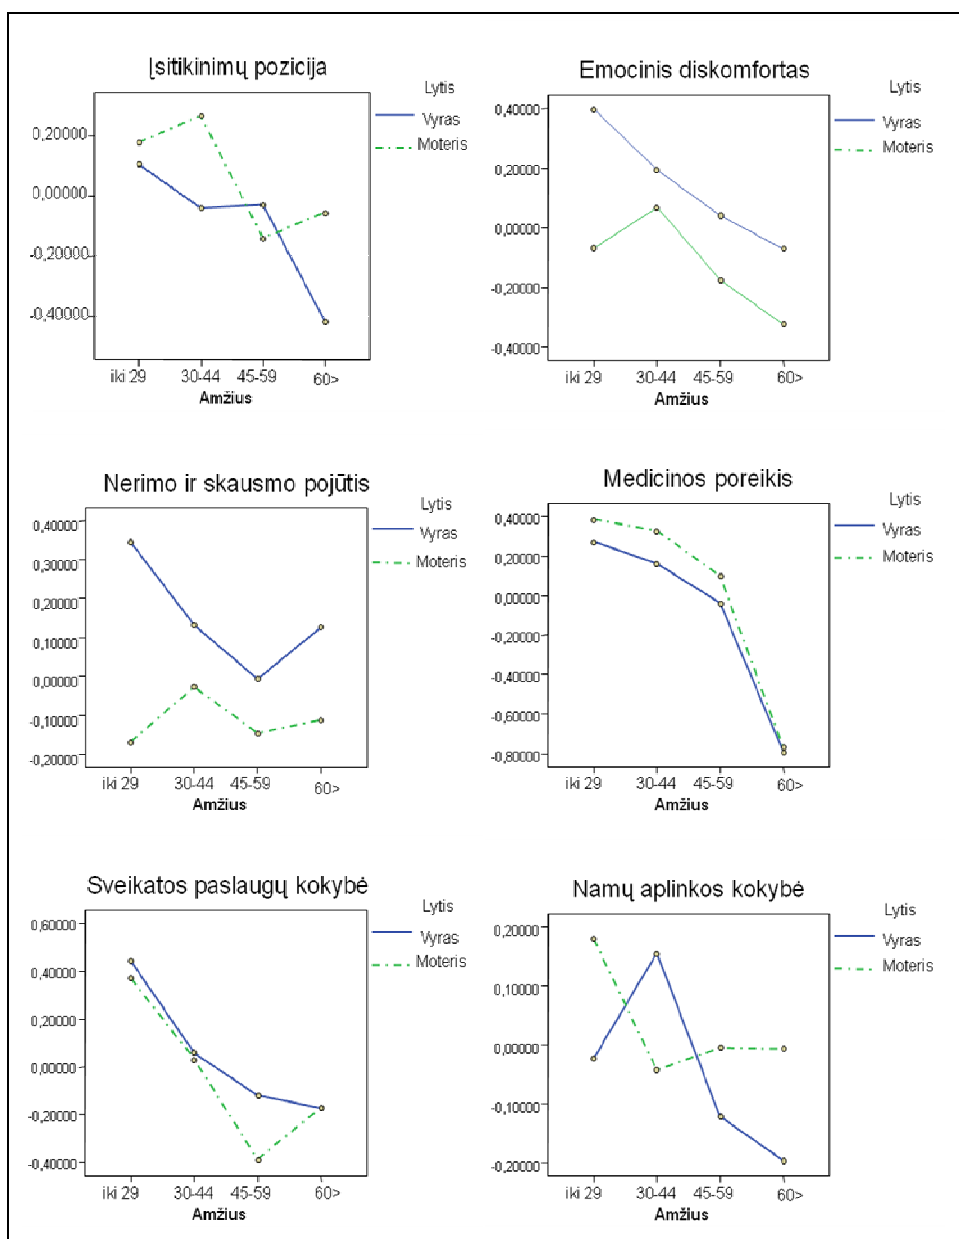 Įsitikinimų pozicija
Lytis
Vyras
Moteris
0,20000
0,00000
-0,20000
-0,40000
iki 29 30-44 45-59 60>
Amžius
Emocinis diskomfortas
Lytis
Vyras
Moteris
0,40000
0,20000
0,00000
-0,20000
-0,40000
iki 29 30-44 45-59 60>
Amžius
Nerimo ir skausmo pojūtis
Lytis
Vyras
Moteris
0,40000
0,30000
0,20000
0,10000
0,00000
-0,10000
-0,20000
iki 29 30-44 45-59 60>
Amžius
Medicinos poreikis
Lytis
Vyras
Moteris
0,40000
0,20000
0,00000
-0,20000
-0,40000
-0,60000
-0,80000
iki 29 30-44 45-59 60>
Amžius
Sveikatos paslaugų kokybė
Lytis
Vyras
Moteris
0,60000
0,40000
0,20000
0,00000
-0,20000
-0,40000
iki 29 30-44 45-59 60>
Amžius
Namų aplinkos kokybė
Lytis
Vyras
Moteris
0,20000
0,10000
0,00000
-0,10000
-0,20000
iki 29 30-44 45-59 60>
Amžius